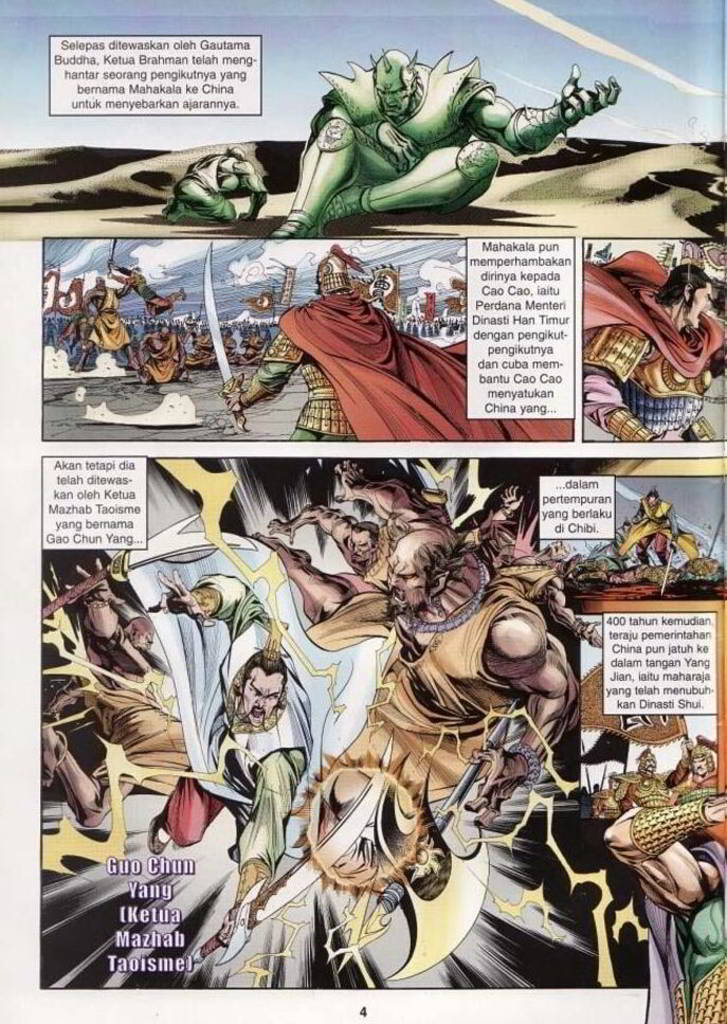 Selepas ditewaskan oleh Gautama
Buddha, Ketua Brahman telah meng-
hantar seorang pengikutnya yang
bernama Mahakala ke China
untuk menyebarkan ajarannya.
Mahakala pun
memperhambakan
dirinya kepada
Cao Cao, iaitu
Perdana Menteri
Dinasti Han Timur
dengan pengikut-
pengikutnya
dan cuba mem-
bantu Cao Cao
menyatukan
China yang...
Akan tetapi dia
telah ditewas-
kan oleh Ketua
Mazhab Taoisme
yang bernama
Gao Chun Yang...
...dalam
pertempuran
yang berlaku
di Chibi.
400 tahun kemudian,
teraju pemerintahan
China pun jatuh ke
dalam tangan Yang
Jian, iaitu maharaja
yang telah menubuh-
kan Dinasti Shui.
Guo Chun
Yang
(Ketua
Mazhab
Taoisme)
4